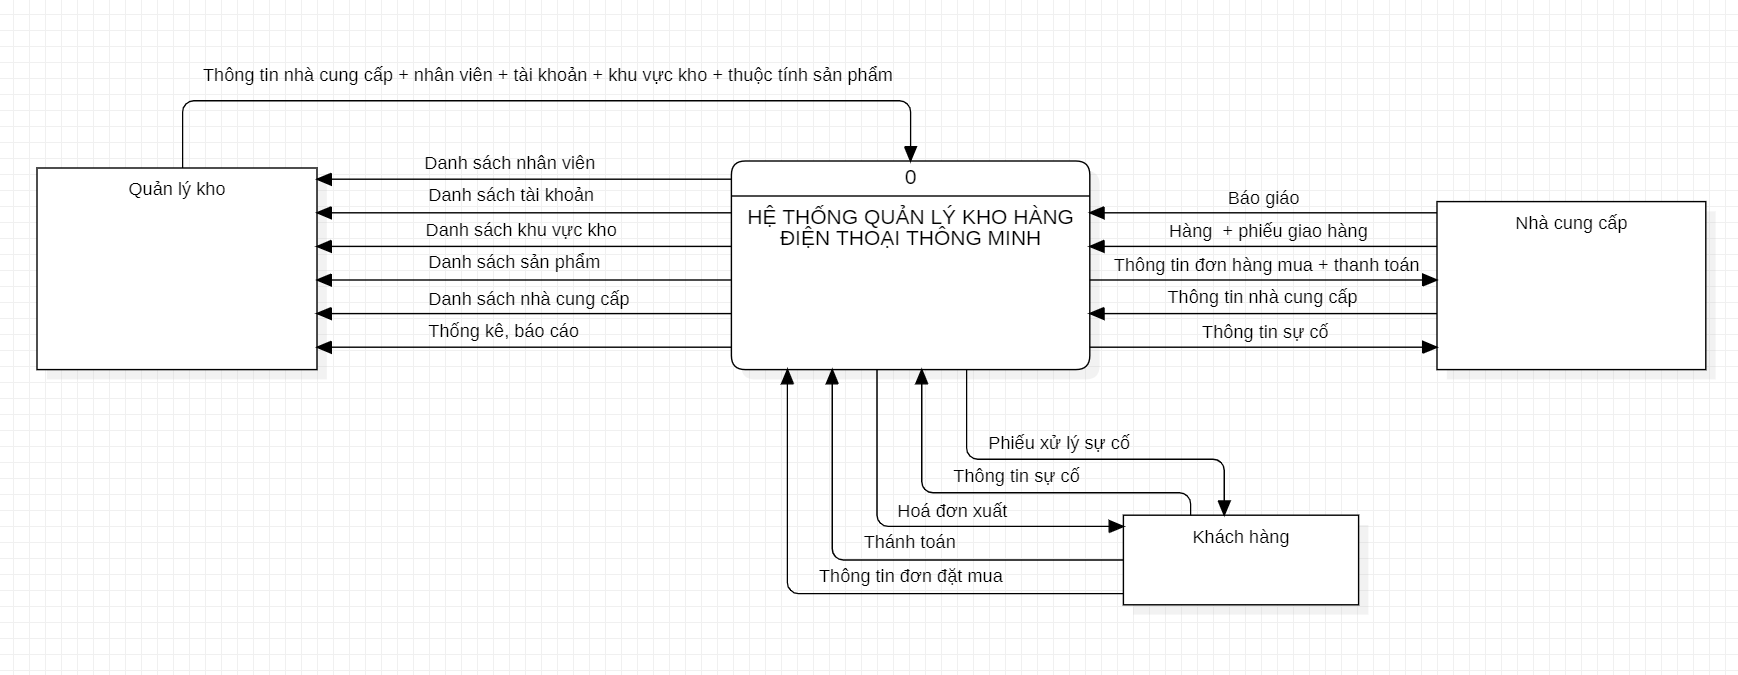 Thông tin nhà cung cấp + nhân viên + tài khoản + khu vực kho + thuộc tính sản phẩm
Quản lý kho
Danh sách nhân viên
Danh sách tài khoản
Danh sách khu vực kho
Danh sách sản phẩm
Danh sách nhà cung cấp
Thống kê, báo cáo
0
HỆ THỐNG QUẢN LÝ KHO HÀNG
ĐIỆN THOẠI THÔNG MINH
Báo giáo
Hàng + phiếu giao hàng
Thông tin đơn hàng mua + thanh toán
Thông tin nhà cung cấp
Thông tin sự cố
Nhà cung cấp
Phiếu xử lý sự cố
Thông tin sự cố
Hoá đơn xuất
Thánh toán
Thông tin đơn đặt mua
Khách hàng